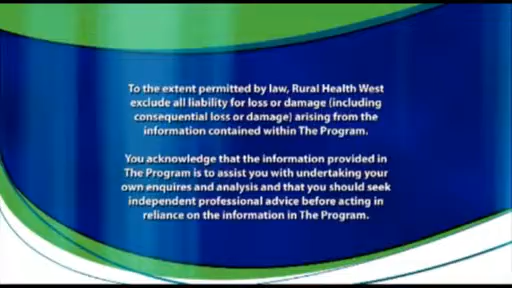 To the extent permitted by law, Rural Health West
exclude all liability for loss or damage (including
consequential loss or damage) arising from the
information contained within The Program.
You acknowledge that the information provided in
The Program is to assist you with undertaking your
own enquires and analysis and that you should seek
independent professional advice before acting in
reliance on the information in The Program.